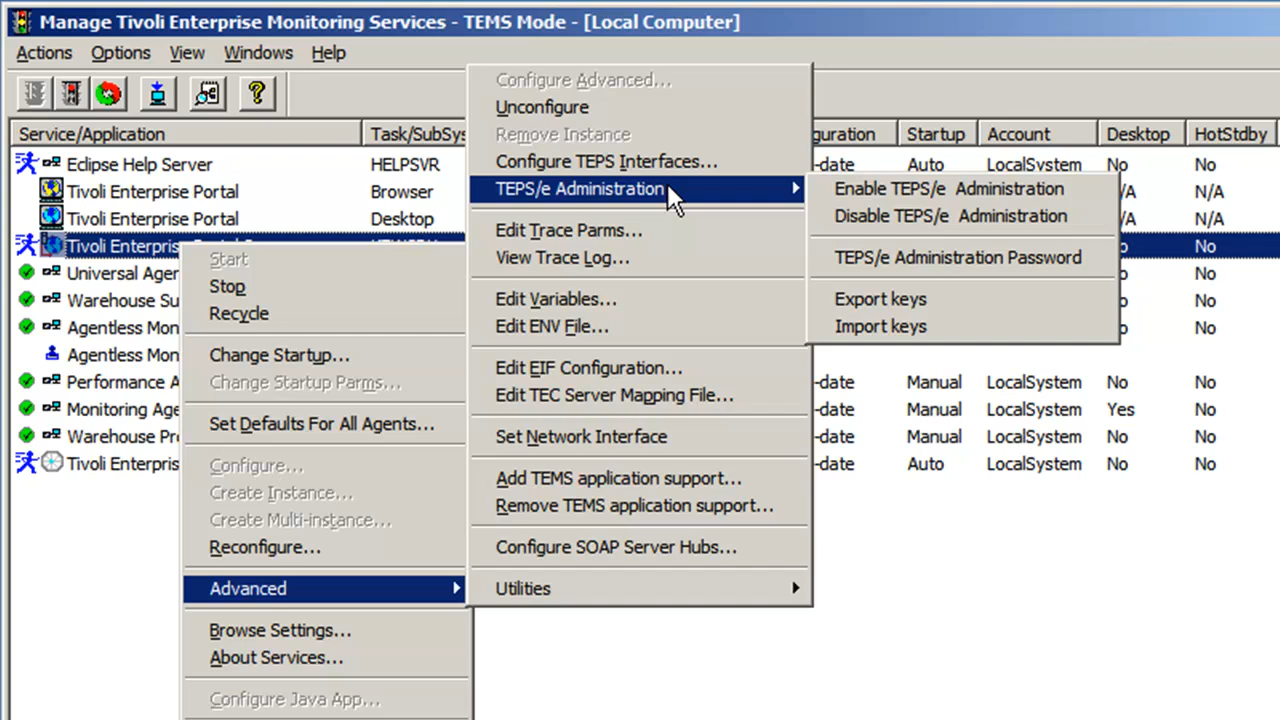 Manage Tivoli Enterprise Monitoring Services - TEMS Mode - [Local Computer]
Actions Options View Windows Help
Service/Application Task/SubSys guration Startup Account Desktop HotStdby
Eclipse Help Server HELPSVR -date Auto LocalSystem No No
Tivoli Enterprise Portal Browser /A N/A
Tivoli Enterprise Portal Desktop /A N/A
Tivoli Enterprise Portal S o No
Universal Agen
Warehouse Su
Agentless Mon
Agentless Mon
Performance A -date Manual LocalSystem No No
Monitoring Age -date Manual LocalSystem Yes No
Warehouse Pro -date Manual LocalSystem No No
Tivoli Enterpris -date Auto LocalSystem No No
Start
Stop
Recycle
Change Startup...
Change Startup Parms...
Set Defaults For All Agents...
Configure...
Create Instance...
Create Multi-instance...
Reconfigure...
Advanced
Browse Settings...
About Services...
Configure Java App...
Configure Advanced...
Unconfigure
Remove Instance
Configure TEPS Interfaces...
TEPS/e Administration
Edit Trace Parms...
View Trace Log...
Edit Variables...
Edit ENV File...
Edit EIF Configuration...
Edit TEC Server Mapping File...
Set Network Interface
Add TEMS application support...
Remove TEMS application support...
Configure SOAP Server Hubs...
Utilities
Enable TEPS/e Administration
Disable TEPS/e Administration
TEPS/e Administration Password
Export keys
Import keys